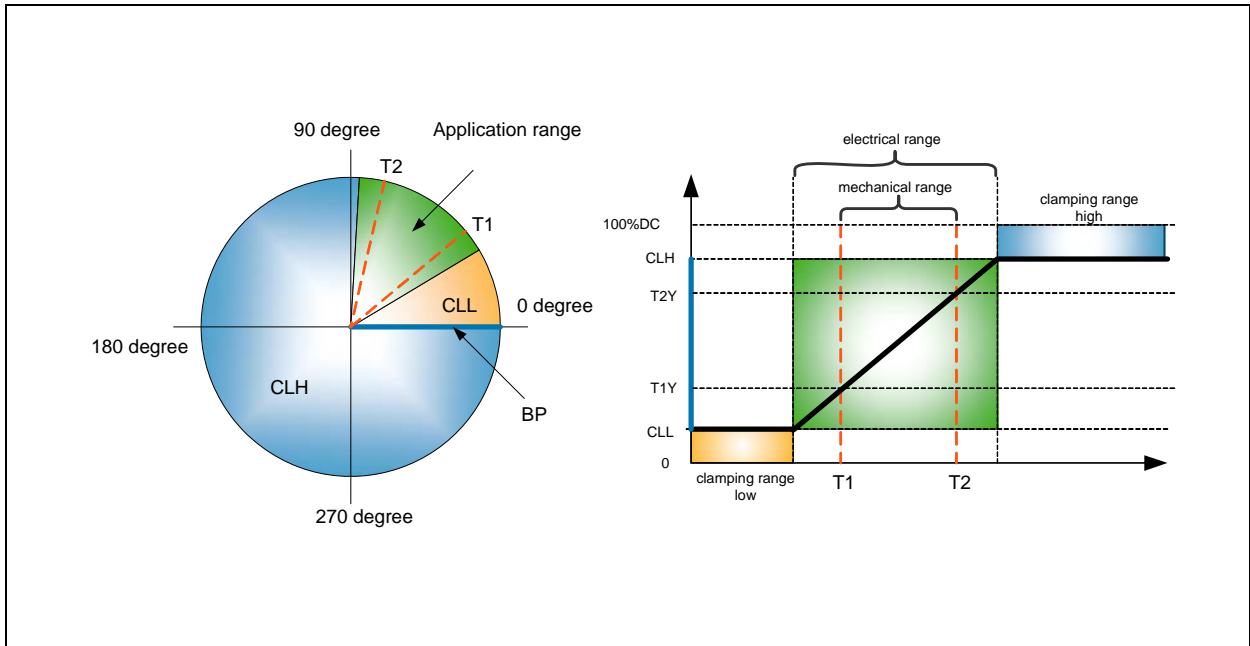 90 degree
Application range
T2
T1
0 degree
CLL
180 degree
CLH
BP
270 degree
electrical range
mechanical range
clamping range
high
100%DC
CLH
T2Y
T1Y
CLL
0
clamping range
low
T1
T2